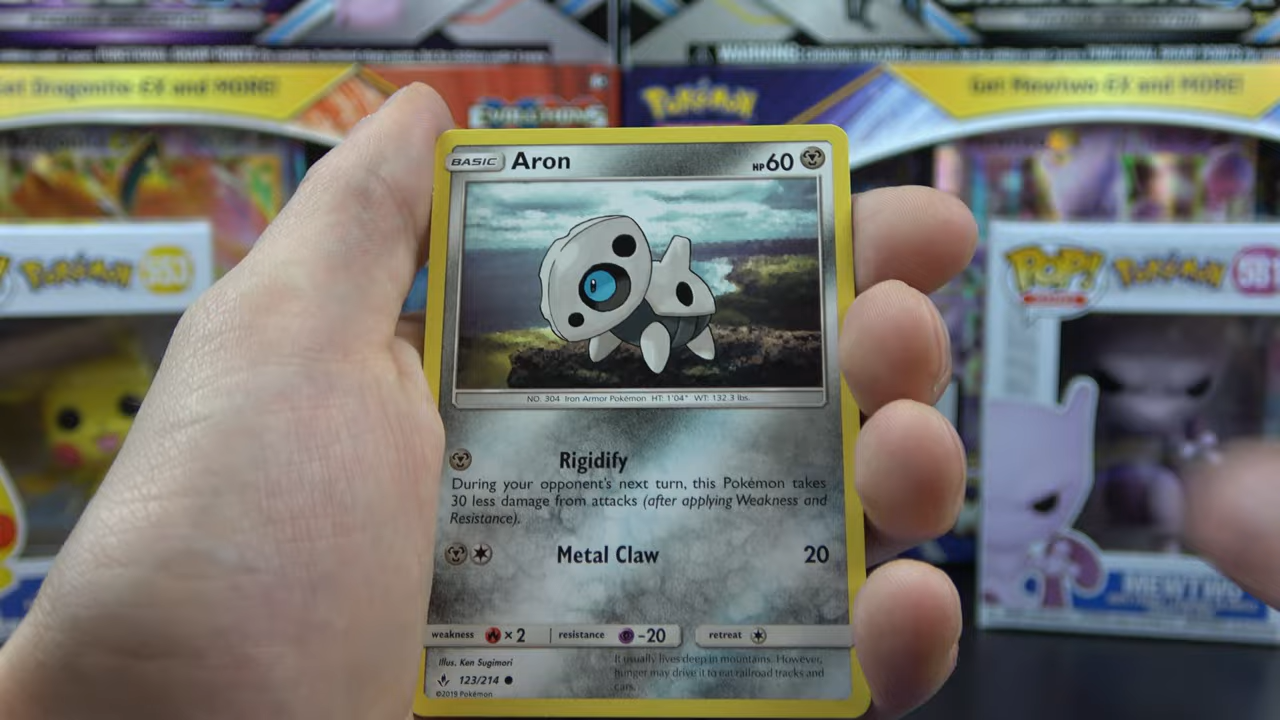 WARNING:
Get Dragonite EX and MORE!
EVOLUTIONS
Pokémon
Get Mewtwo EX and MORE!
BASIC Aron HP 60
Pokémon 553
POP! Pokémon 581
NO. 304 Iron Armor Pokémon HT: 1'04" WT: 132.3 lbs.
Rigidify
During your opponent's next turn, this Pokémon takes
30 less damage from attacks (after applying Weakness and
Resistance).
Metal Claw 20
MEWTWO
weakness ×2 resistance -20 retreat
Illus. Ken Sugimori
123/214
©2019 Pokémon
It usually lives deep in mountains. However,
hunger may drive it to eat railroad tracks and
cars.